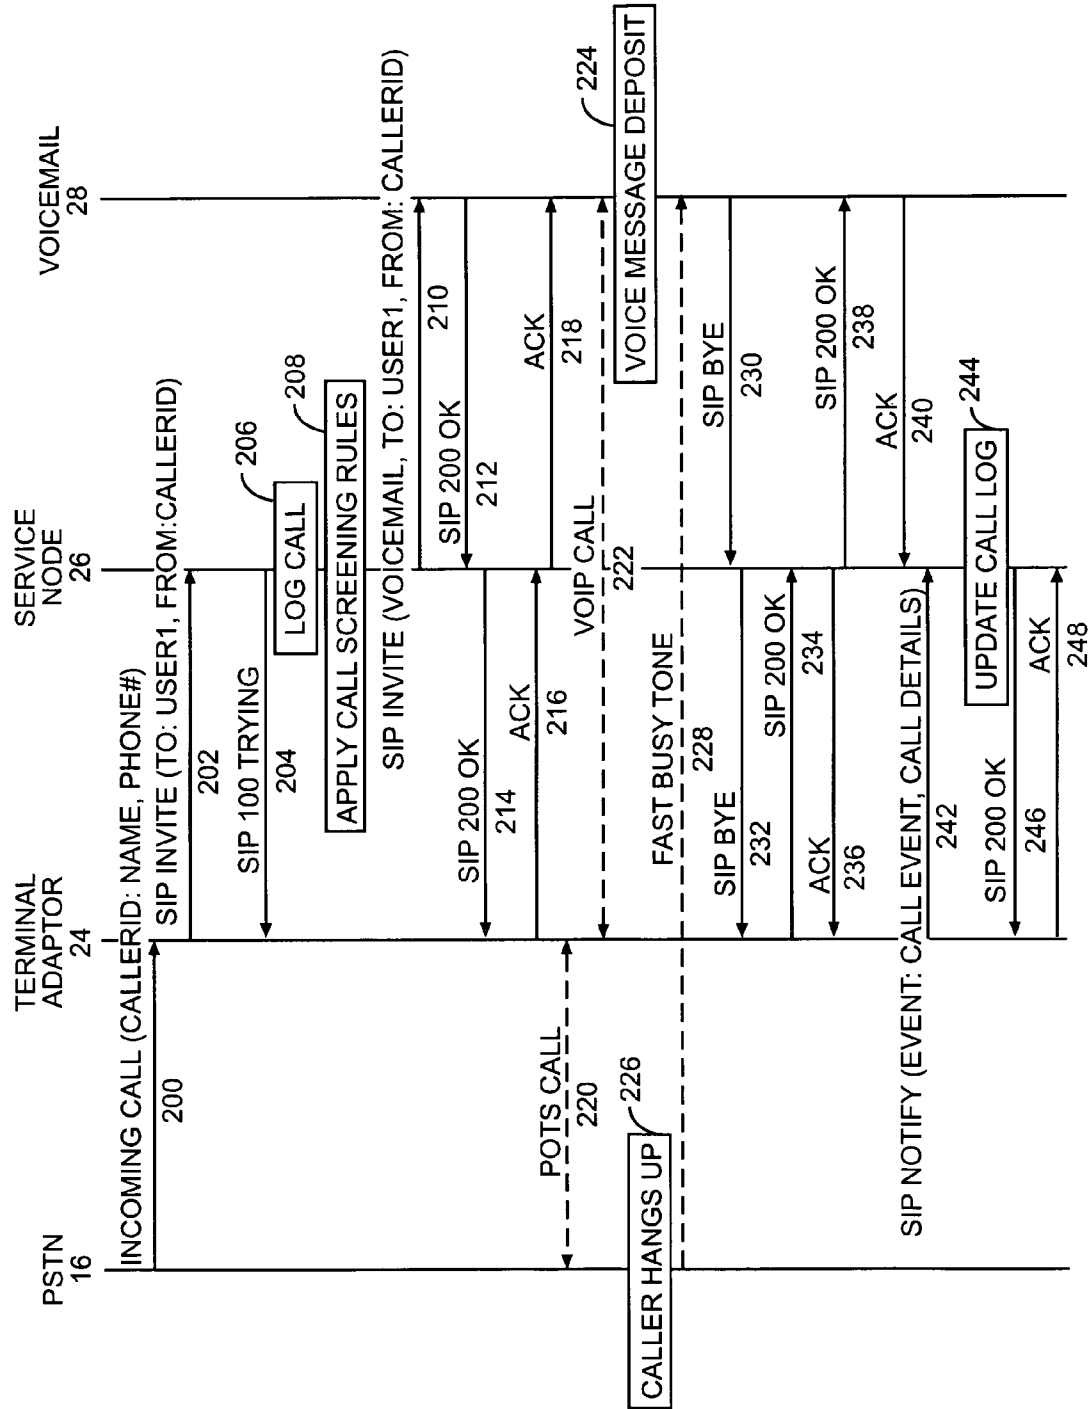 PSTN
16
TERMINAL
ADAPTOR
24
SERVICE
NODE
26
VOICEMAIL
28
INCOMING CALL (CALLERID: NAME, PHONE#)
200
SIP INVITE (TO: USER1, FROM:CALLERID)
202
SIP 100 TRYING
204
LOG CALL
206
APPLY CALL SCREENING RULES
208
SIP INVITE (VOICEMAIL, TO: USER1, FROM: CALLERID)
210
SIP 200 OK
212
SIP 200 OK
214
ACK
216
ACK
218
POTS CALL
220
VOIP CALL
222
VOICE MESSAGE DEPOSIT
224
CALLER HANGS UP
226
FAST BUSY TONE
228
SIP BYE
230
SIP BYE
232
SIP 200 OK
234
ACK
236
SIP 200 OK
238
ACK
240
SIP NOTIFY (EVENT: CALL EVENT, CALL DETAILS)
242
UPDATE CALL LOG
244
SIP 200 OK
246
ACK
248